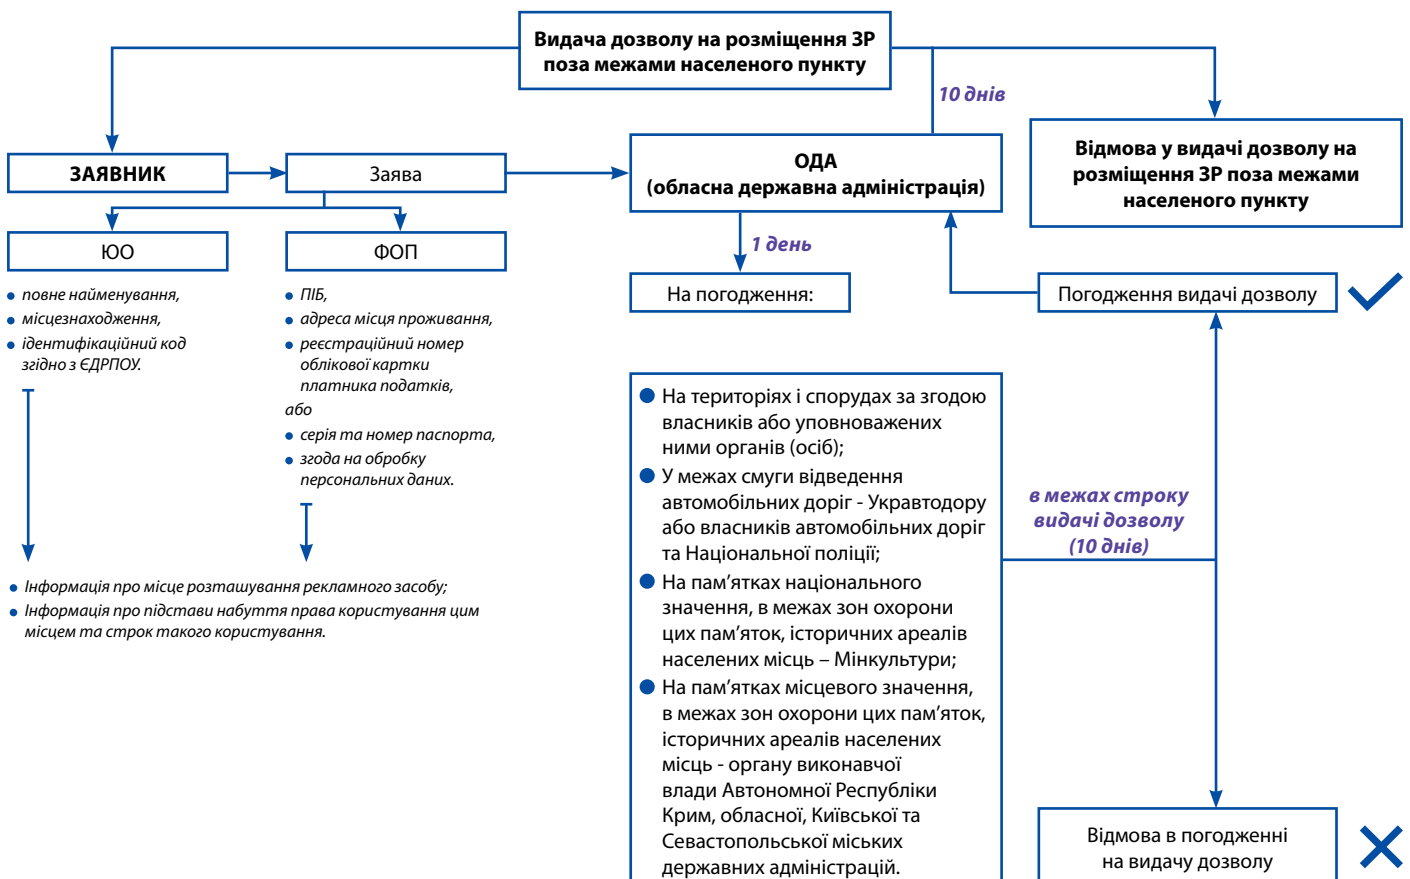 Видача дозволу на розміщення ЗР
поза межами населеного пункту
10 днів
ЗАЯВНИК
Заява
ОДА
(обласна державна адміністрація)
Відмова у видачі дозволу на
розміщення ЗР поза межами
населеного пункту
ЮО
ФОП
1 день
На погодження:
Погодження видачі дозволу
• повне найменування,
• місцезнаходження,
• ідентифікаційний код
згідно з ЄДРПОУ.
• ПІБ,
• адреса місця проживання,
• реєстраційний номер
облікової картки
платника податків,
або
• серія та номер паспорта,
• згода на обробку
персональних даних.
• Інформація про місце розташування рекламного засобу;
• Інформація про підстави набуття права користування цим
місцем та строк такого користування.
• На територіях і спорудах за згодою
власників або уповноважених
ними органів (осіб);
• У межах смуги відведення
автомобільних доріг - Укравтодору
або власників автомобільних доріг
та Національної поліції;
• На пам’ятках національного
значення, в межах зон охорони
цих пам’яток, історичних ареалів
населених місць – Мінкультури;
• На пам’ятках місцевого значення,
в межах зон охорони цих пам’яток,
історичних ареалів населених
місць - органу виконавчої
влади Автономної Республіки
Крим, обласної, Київської та
Севастопольської міських
державних адміністрацій.
в межах строку
видачі дозволу
(10 днів)
Відмова в погодженні
на видачу дозволу